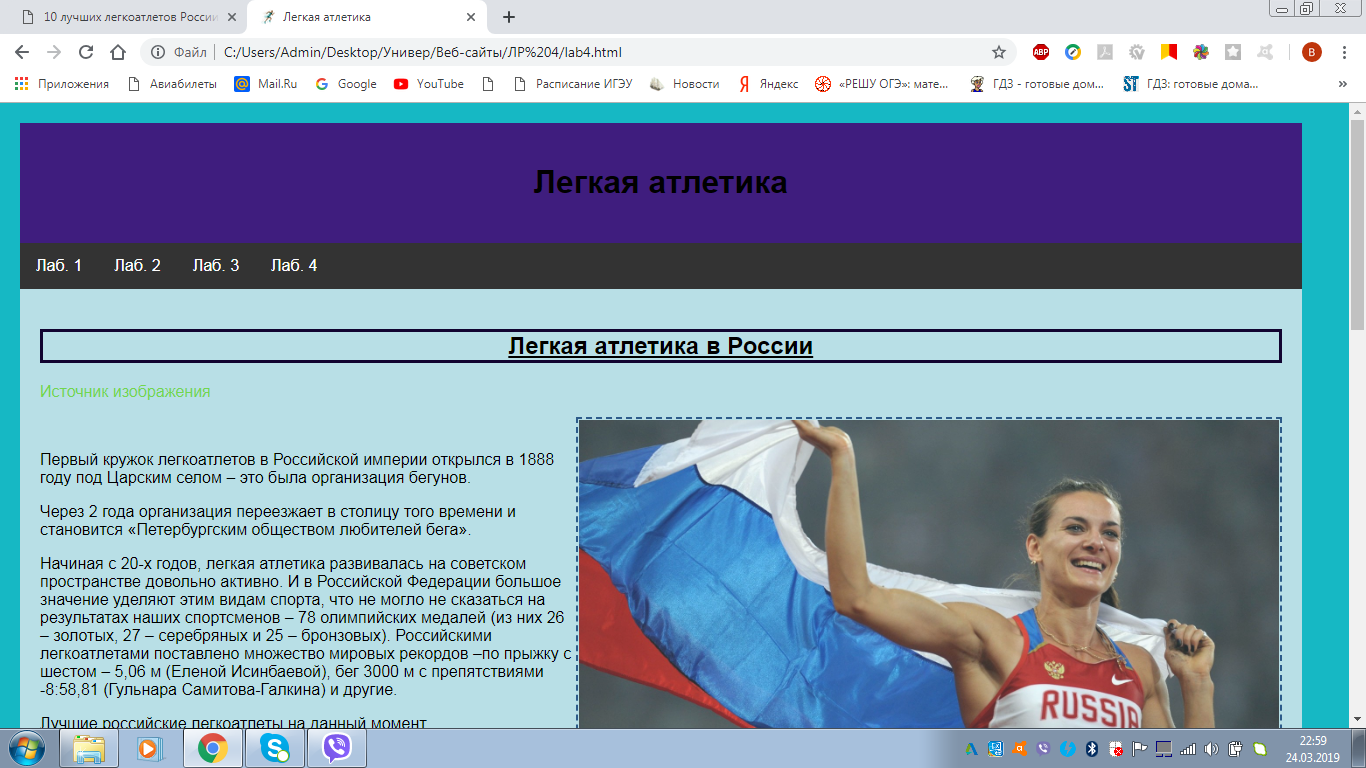 10 лучших легкоатлетов России
Легкая атлетика
Файл
C:/Users/Admin/Desktop/Универ/Веб-сайты/ЛР%204/lab4.html
ABP
В
Приложения
Авиабилеты
Mail.Ru
Google
YouTube
Расписание ИГЭУ
Новости
Яндекс
«РЕШУ ОГЭ»: мате...
ГДЗ - готовые дом...
ГДЗ: готовые дома...
Легкая атлетика
Лаб. 1
Лаб. 2
Лаб. 3
Лаб. 4
Легкая атлетика в России
Источник изображения
Первый кружок легкоатлетов в Российской империи открылся в 1888
году под Царским селом – это была организация бегунов.
Через 2 года организация переезжает в столицу того времени и
становится «Петербургским обществом любителей бега».
Начиная с 20-х годов, легкая атлетика развивалась на советском
пространстве довольно активно. И в Российской Федерации большое
значение уделяют этим видам спорта, что не могло не сказаться на
результатах наших спортсменов – 78 олимпийских медалей (из них 26
– золотых, 27 – серебряных и 25 – бронзовых). Российскими
легкоатлетами поставлено множество мировых рекордов –по прыжку с
шестом – 5,06 м (Еленой Исинбаевой), бег 3000 м с препятствиями
-8:58,81 (Гульнара Самитова-Галкина) и другие.
Лучшие российские легкоатлеты на данный момент
RUSSIA
22:59
24.03.2019